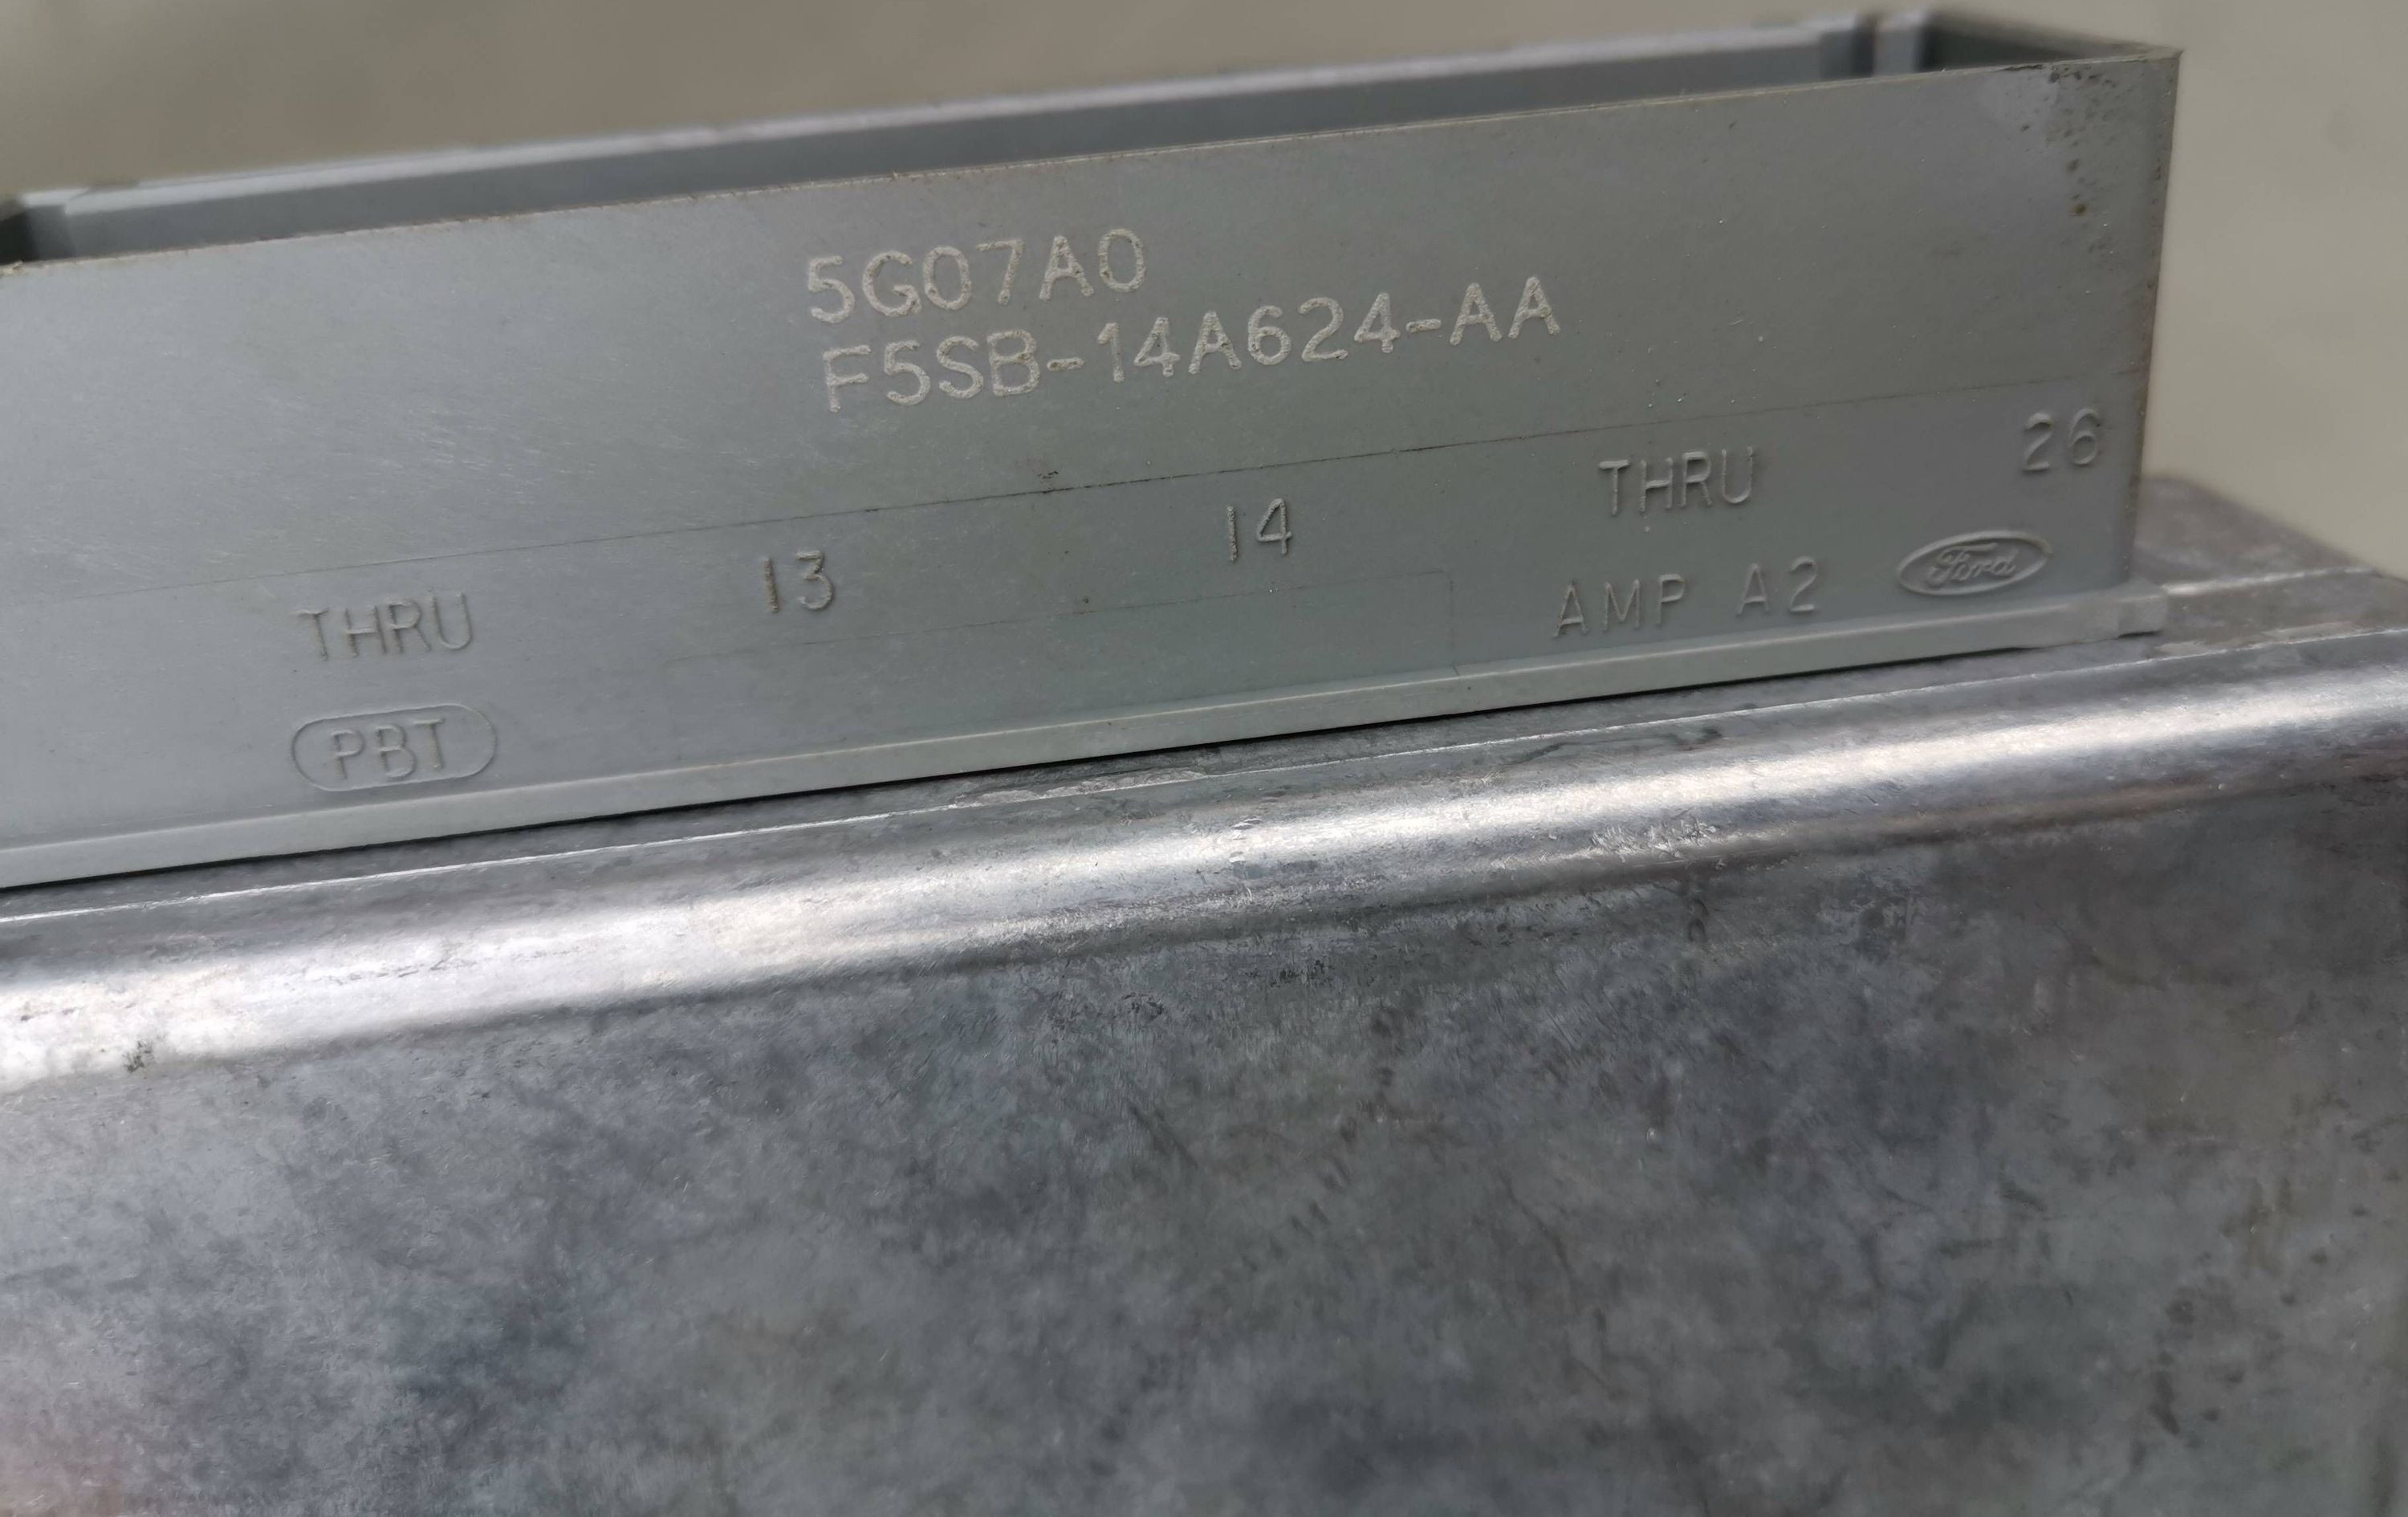 5G07A0
F5SB-14A624-AA
THRU 13 14 THRU 26
PBT AMP A2 Ford